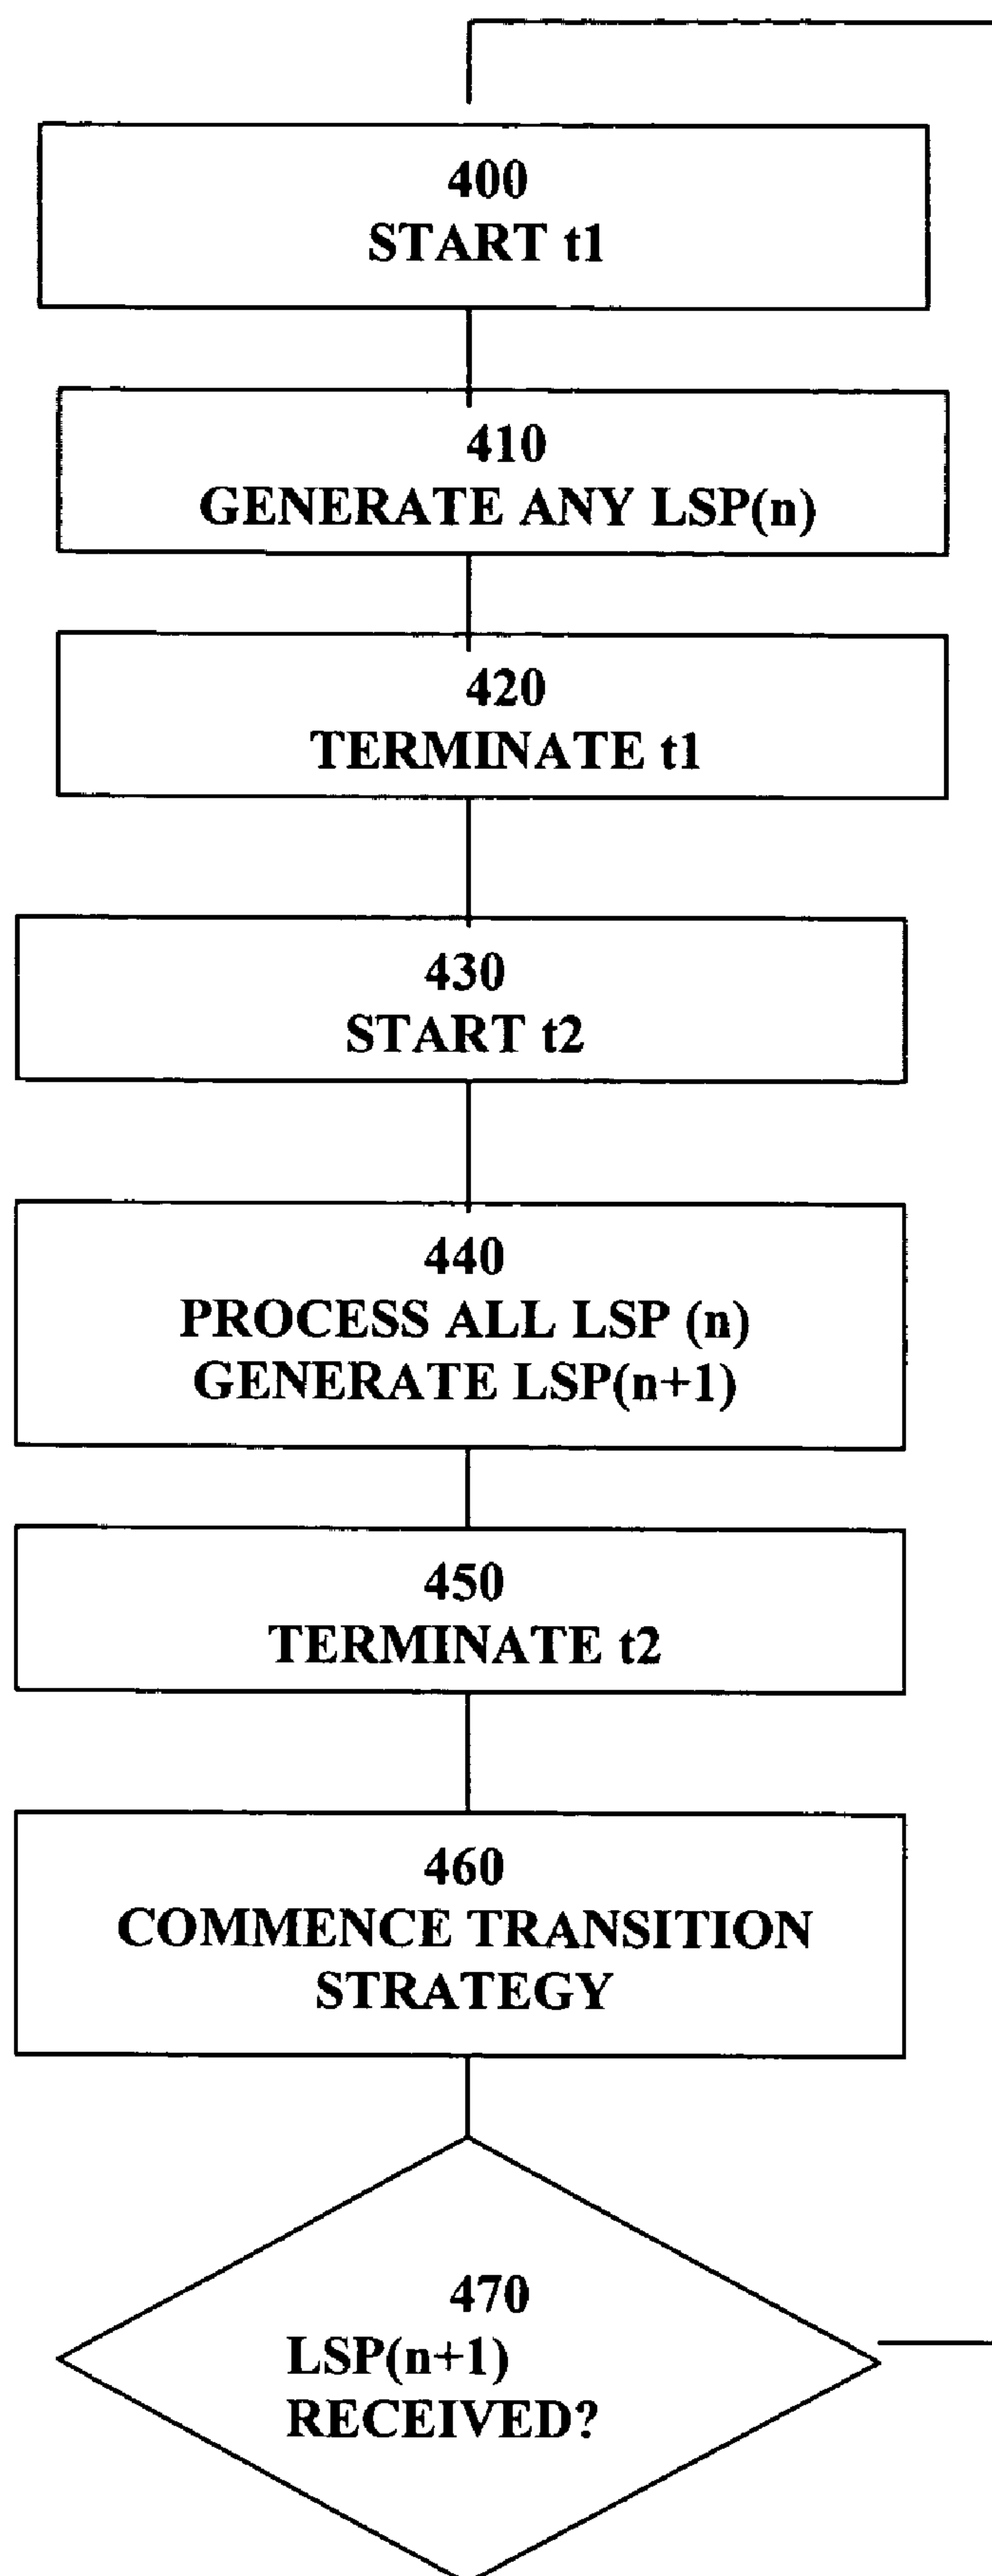 400
START t1
410
GENERATE ANY LSP(n)
420
TERMINATE t1
430
START t2
440
PROCESS ALL LSP (n)
GENERATE LSP(n+1)
450
TERMINATE t2
460
COMMENCE TRANSITION
STRATEGY
470
LSP(n+1)
RECEIVED?